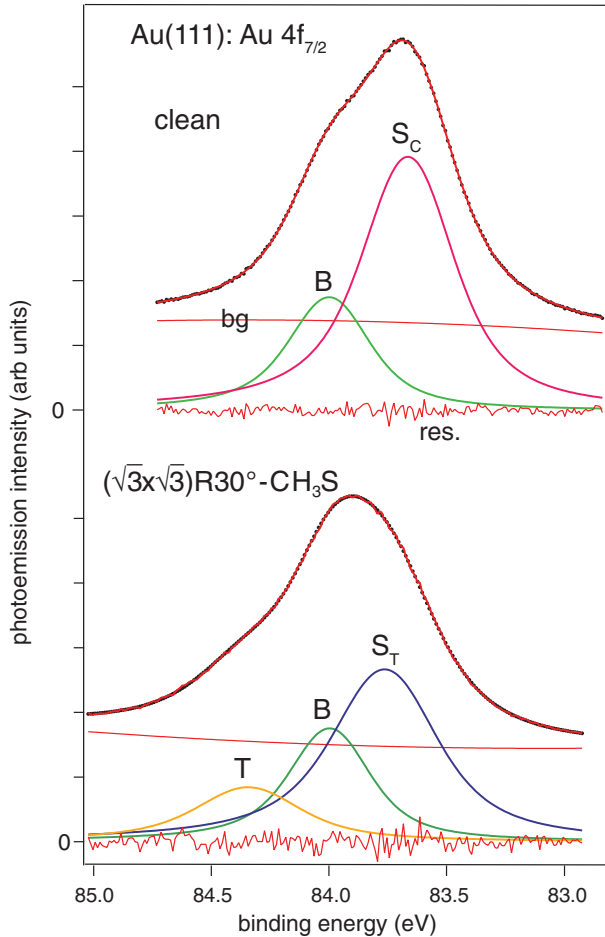 Au(111): Au 4f7/2
clean
SC
B
bg
0
res.
(√3x√3)R30°-CH3S
ST
B
T
0
photoemission intensity (arb units)
85.0 84.5 84.0 83.5 83.0
binding energy (eV)